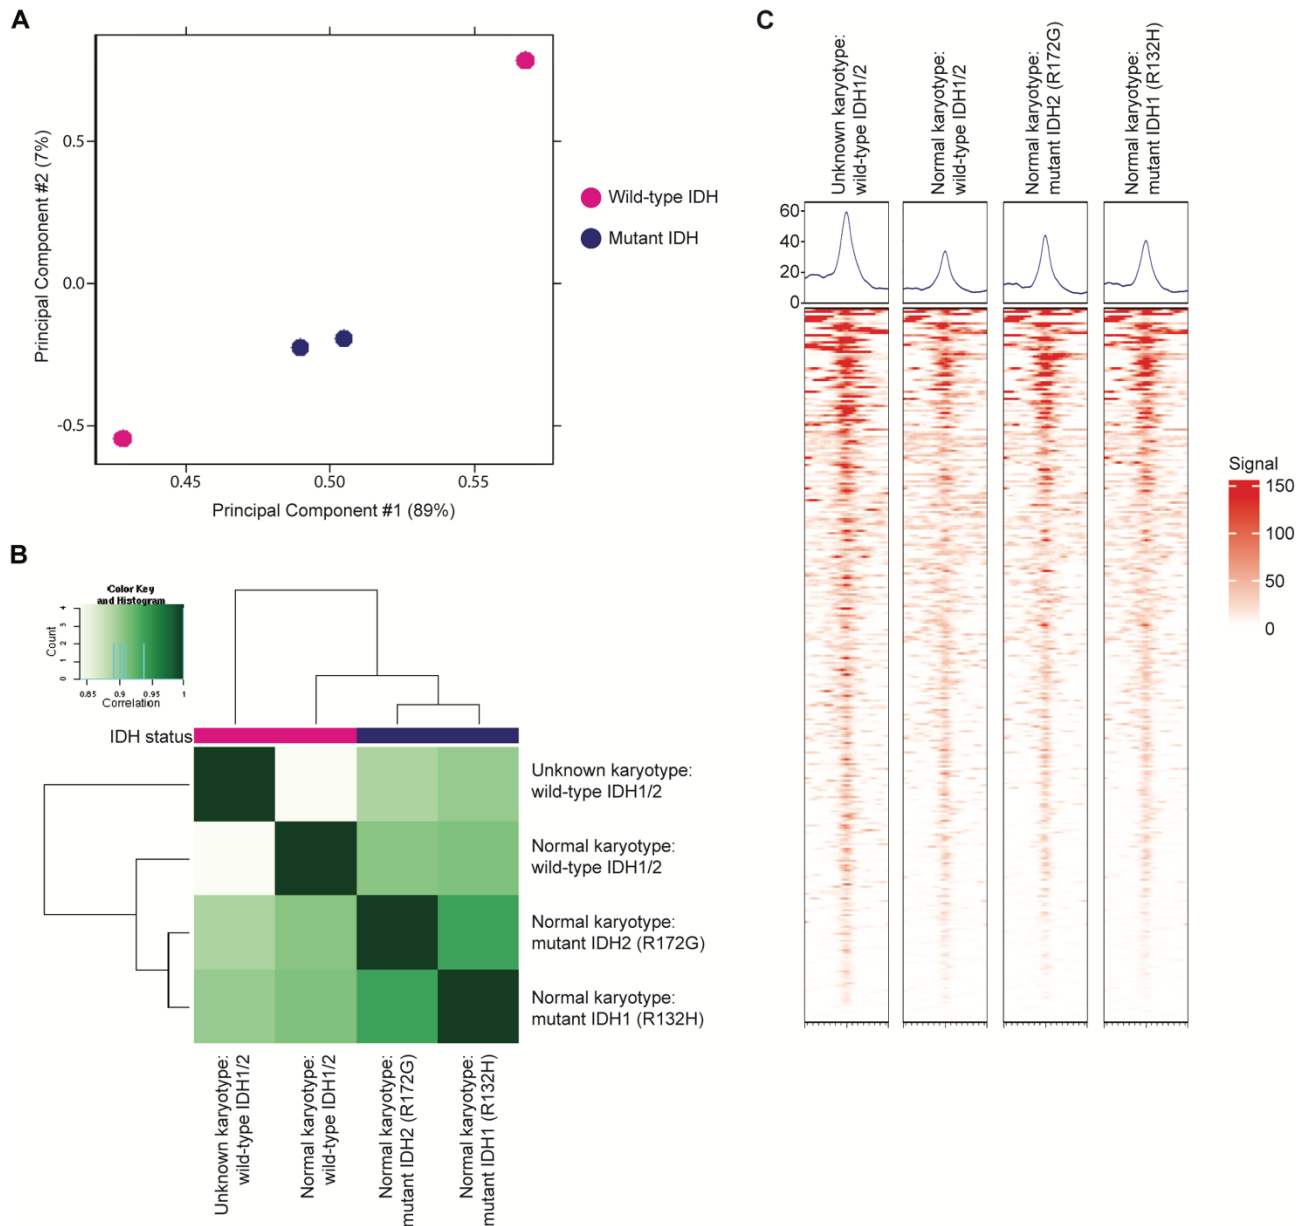 A
Principal Component #2 (7%)
0.5
0.0
-0.5
0.45
0.50
0.55
Principal Component #1 (89%)
Wild-type IDH
Mutant IDH
B
Color Key
and Histogram
Count
0 1 2 3 4
0.85 0.9 0.95 1
Correlation
IDH status
Unknown karyotype:
wild-type IDH1/2
Normal karyotype:
wild-type IDH1/2
Normal karyotype:
mutant IDH2 (R172G)
Normal karyotype:
mutant IDH1 (R132H)
Unknown karyotype:
wild-type IDH1/2
Normal karyotype:
wild-type IDH1/2
Normal karyotype:
mutant IDH2 (R172G)
Normal karyotype:
mutant IDH1 (R132H)
C
Unknown karyotype:
wild-type IDH1/2
Normal karyotype:
wild-type IDH1/2
Normal karyotype:
mutant IDH2 (R172G)
Normal karyotype:
mutant IDH1 (R132H)
60
40
20
0
Signal
150
100
50
0